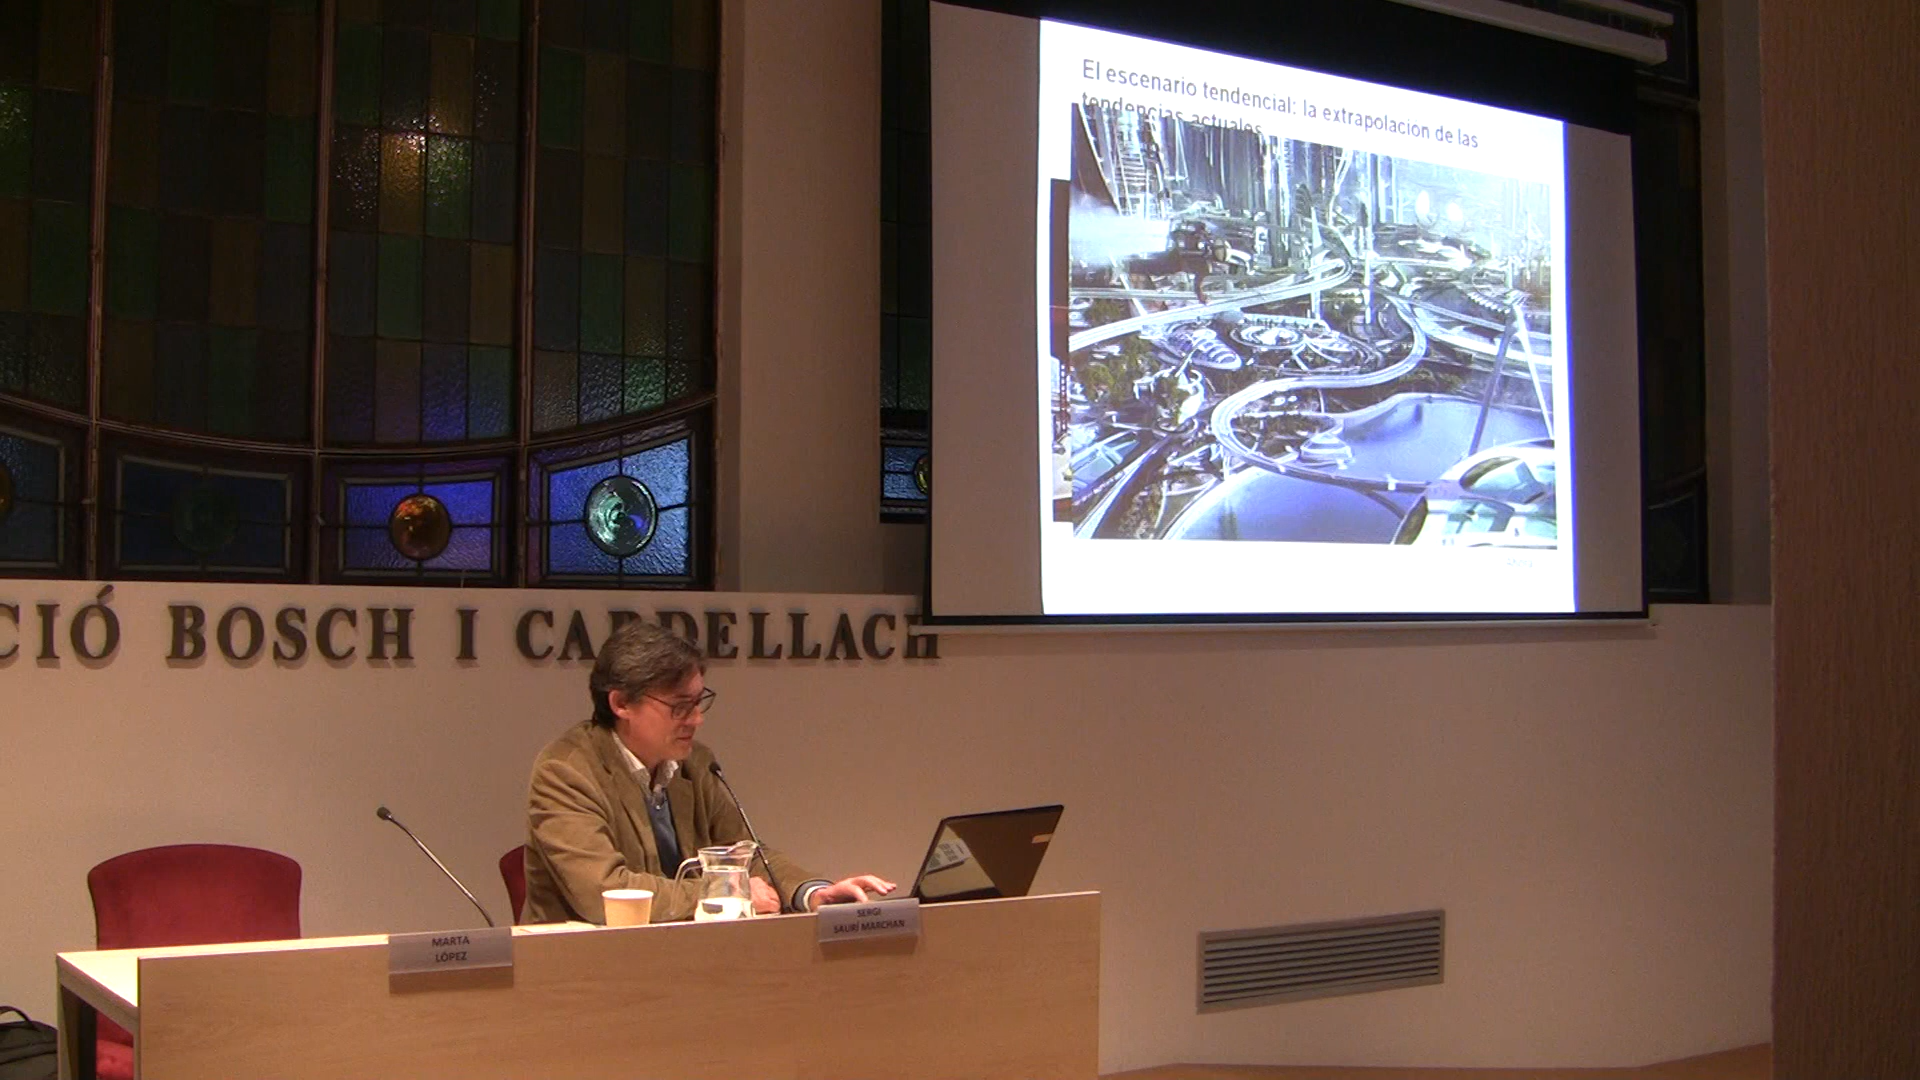 El escenario tendencial: la extrapolacion de las
tendencias actuales
CIÓ BOSCH I CARDELLACH
MARTA
LÓPEZ
SERGI
SAURÍ MARCHAN